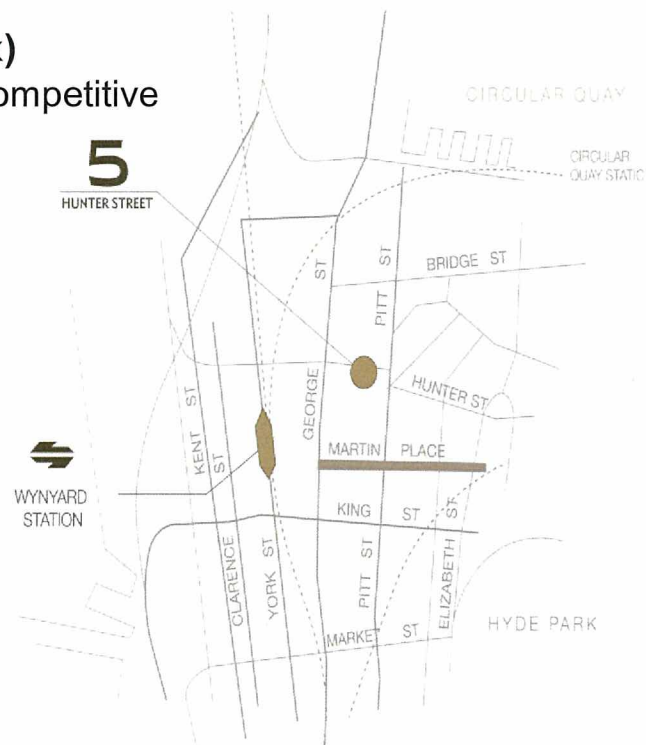 )
ompetitive
CIRCULAR QUAY
5
HUNTER STREET
CIRCULAR
QUAY STATIC
BRIDGE ST
ST
PITT ST
HUNTER ST
GEORGE
KENT ST
ST
MARTIN PLACE
WYNYARD
STATION
KING ST
CLARENCE
YORK ST
PITT ST
ELIZABETH ST
HYDE PARK
MARKET ST